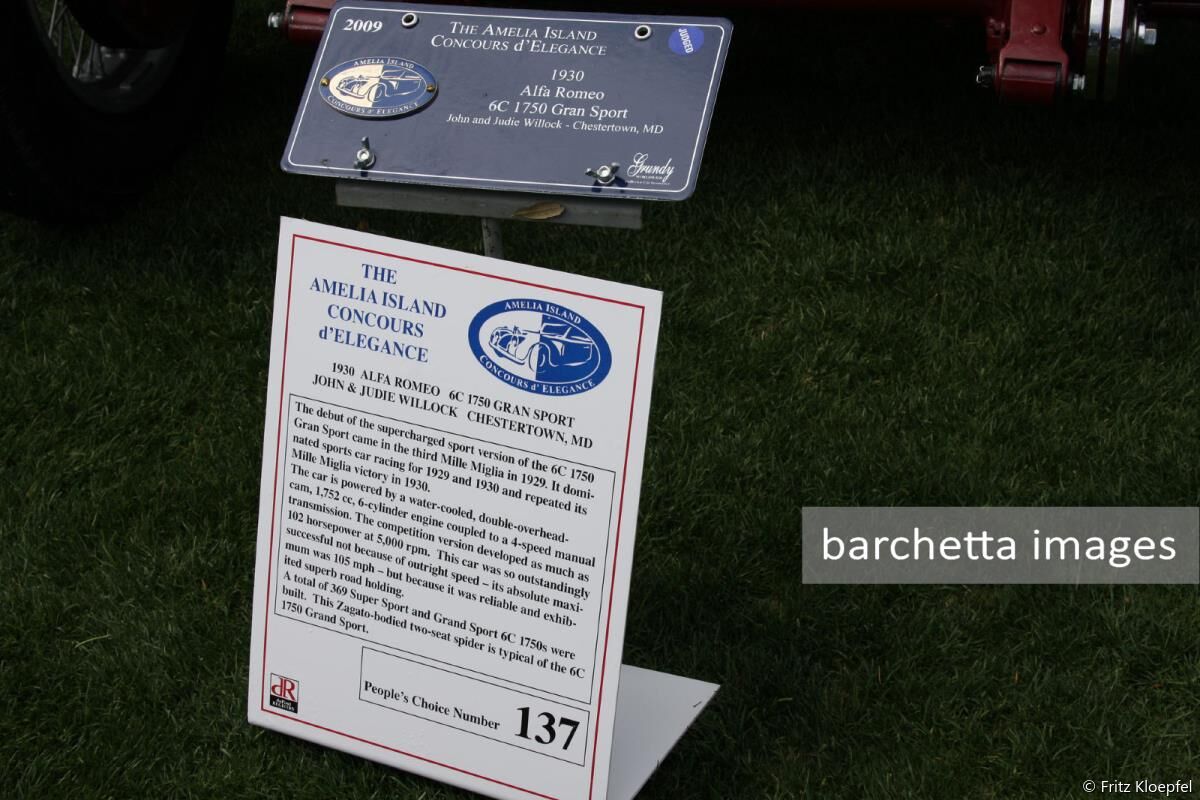 2009
THE AMELIA ISLAND
CONCOURS d'ELEGANCE
JUDGED
AMELIA ISLAND
CONCOURS d' ELEGANCE
1930
Alfa Romeo
6C 1750 Gran Sport
John and Judie Willock - Chestertown, MD
Grundy
THE
AMELIA ISLAND
CONCOURS
d'ELEGANCE
AMELIA ISLAND
CONCOURS d' ELEGANCE
1930 ALFA ROMEO 6C 1750 GRAN SPORT
JOHN & JUDIE WILLOCK CHESTERTOWN, MD
The debut of the supercharged sport version of the 6C 1750
Gran Sport came in the third Mille Miglia in 1929. It domi-
nated sports car racing for 1929 and 1930 and repeated its
Mille Miglia victory in 1930.
The car is powered by a water-cooled, double-overhead-
cam, 1,752 cc, 6-cylinder engine coupled to a 4-speed manual
transmission. The competition version developed as much as
102 horsepower at 5,000 rpm. This car was so outstandingly
successful not because of outright speed – its absolute maxi-
mum was 105 mph – but because it was reliable and exhib-
ited superb road holding.
A total of 369 Super Sport and Grand Sport 6C 1750s were
built. This Zagato-bodied two-seat spider is typical of the 6C
1750 Grand Sport.
dR
duPont
REGISTRY
People's Choice Number 137
barchetta images
© Fritz Kloepfel